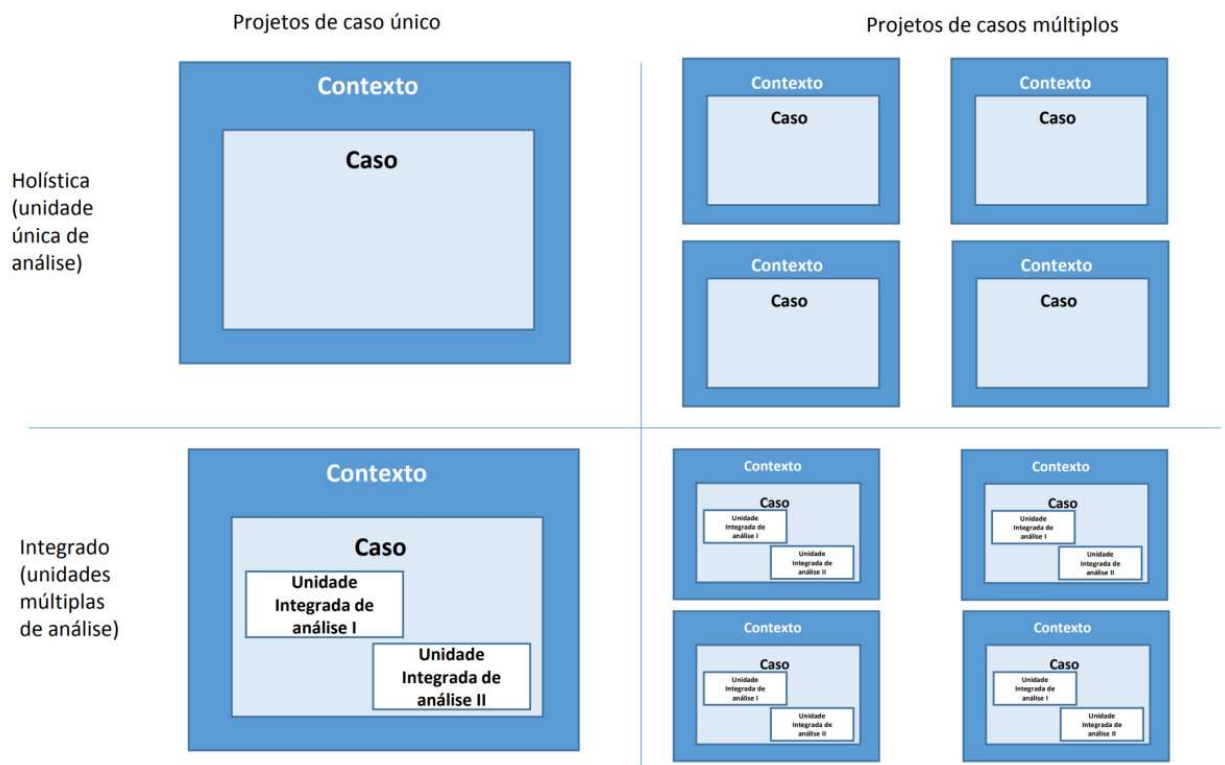 Projetos de caso único
Projetos de casos múltiplos
Holística
(unidade
única de
análise)
Contexto
Caso
Contexto
Caso
Contexto
Caso
Contexto
Caso
Contexto
Caso
Integrado
(unidades
múltiplas
de análise)
Contexto
Caso
Unidade
Integrada de
análise I
Unidade
Integrada de
análise II
Contexto
Caso
Unidade
Integrada de
análise I
Unidade
Integrada de
análise II
Contexto
Caso
Unidade
Integrada de
análise I
Unidade
Integrada de
análise II
Contexto
Caso
Unidade
Integrada de
análise I
Unidade
Integrada de
análise II
Contexto
Caso
Unidade
Integrada de
análise I
Unidade
Integrada de
análise II